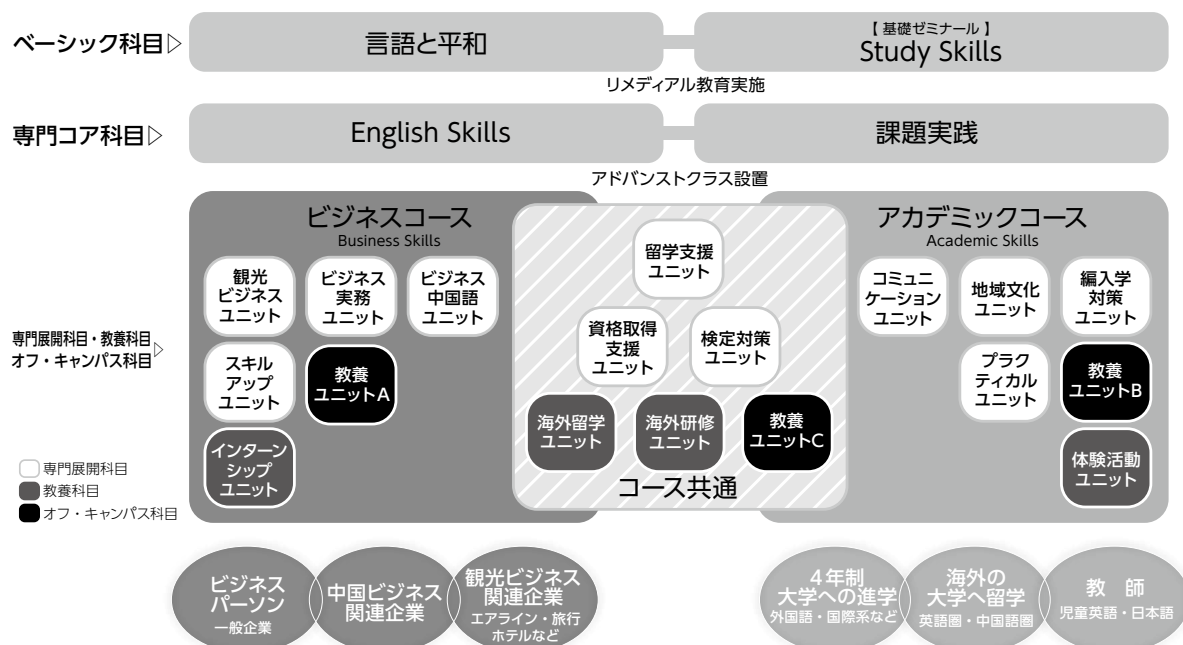 ベーシック科目▷
言語と平和
【 基礎ゼミナール 】
Study Skills
リメディアル教育実施
専門コア科目▷
English Skills
課題実践
アドバンストクラス設置
専門展開科目・教養科目
オフ・キャンパス科目▷
ビジネスコース
Business Skills
観光
ビジネス
ユニット
ビジネス
実務
ユニット
ビジネス
中国語
ユニット
スキル
アップ
ユニット
教養
ユニットA
インターン
シップ
ユニット
留学支援
ユニット
資格取得
支援
ユニット
検定対策
ユニット
海外留学
ユニット
海外研修
ユニット
教養
ユニットC
コース共通
アカデミックコース
Academic Skills
コミュニ
ケーション
ユニット
地域文化
ユニット
編入学
対策
ユニット
プラク
ティカル
ユニット
教養
ユニットB
体験活動
ユニット
専門展開科目
教養科目
オフ・キャンパス科目
ビジネス
パーソン
一般企業
中国ビジネス
関連企業
観光ビジネス
関連企業
エアライン・旅行
ホテルなど
4年制
大学への進学
外国語・国際系など
海外の
大学へ留学
英語圏・中国語圏
教 師
児童英語・日本語